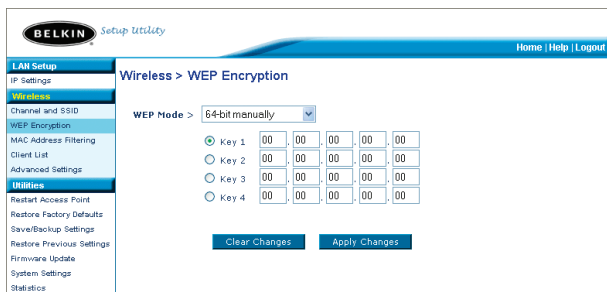 BELKIN Setup Utility
Home | Help | Logout
LAN Setup
IP Settings
Wireless
Channel and SSID
WEP Encryption
MAC Address Filtering
Client List
Advanced Settings
Utilities
Restart Access Point
Restore Factory Defaults
Save/Backup Settings
Restore Previous Settings
Firmware Update
System Settings
Statistics
Wireless > WEP Encryption
WEP Mode > 64-bit manually
Key 1 00 . 00 . 00 . 00 . 00
Key 2 00 . 00 . 00 . 00 . 00
Key 3 00 . 00 . 00 . 00 . 00
Key 4 00 . 00 . 00 . 00 . 00
Clear Changes Apply Changes